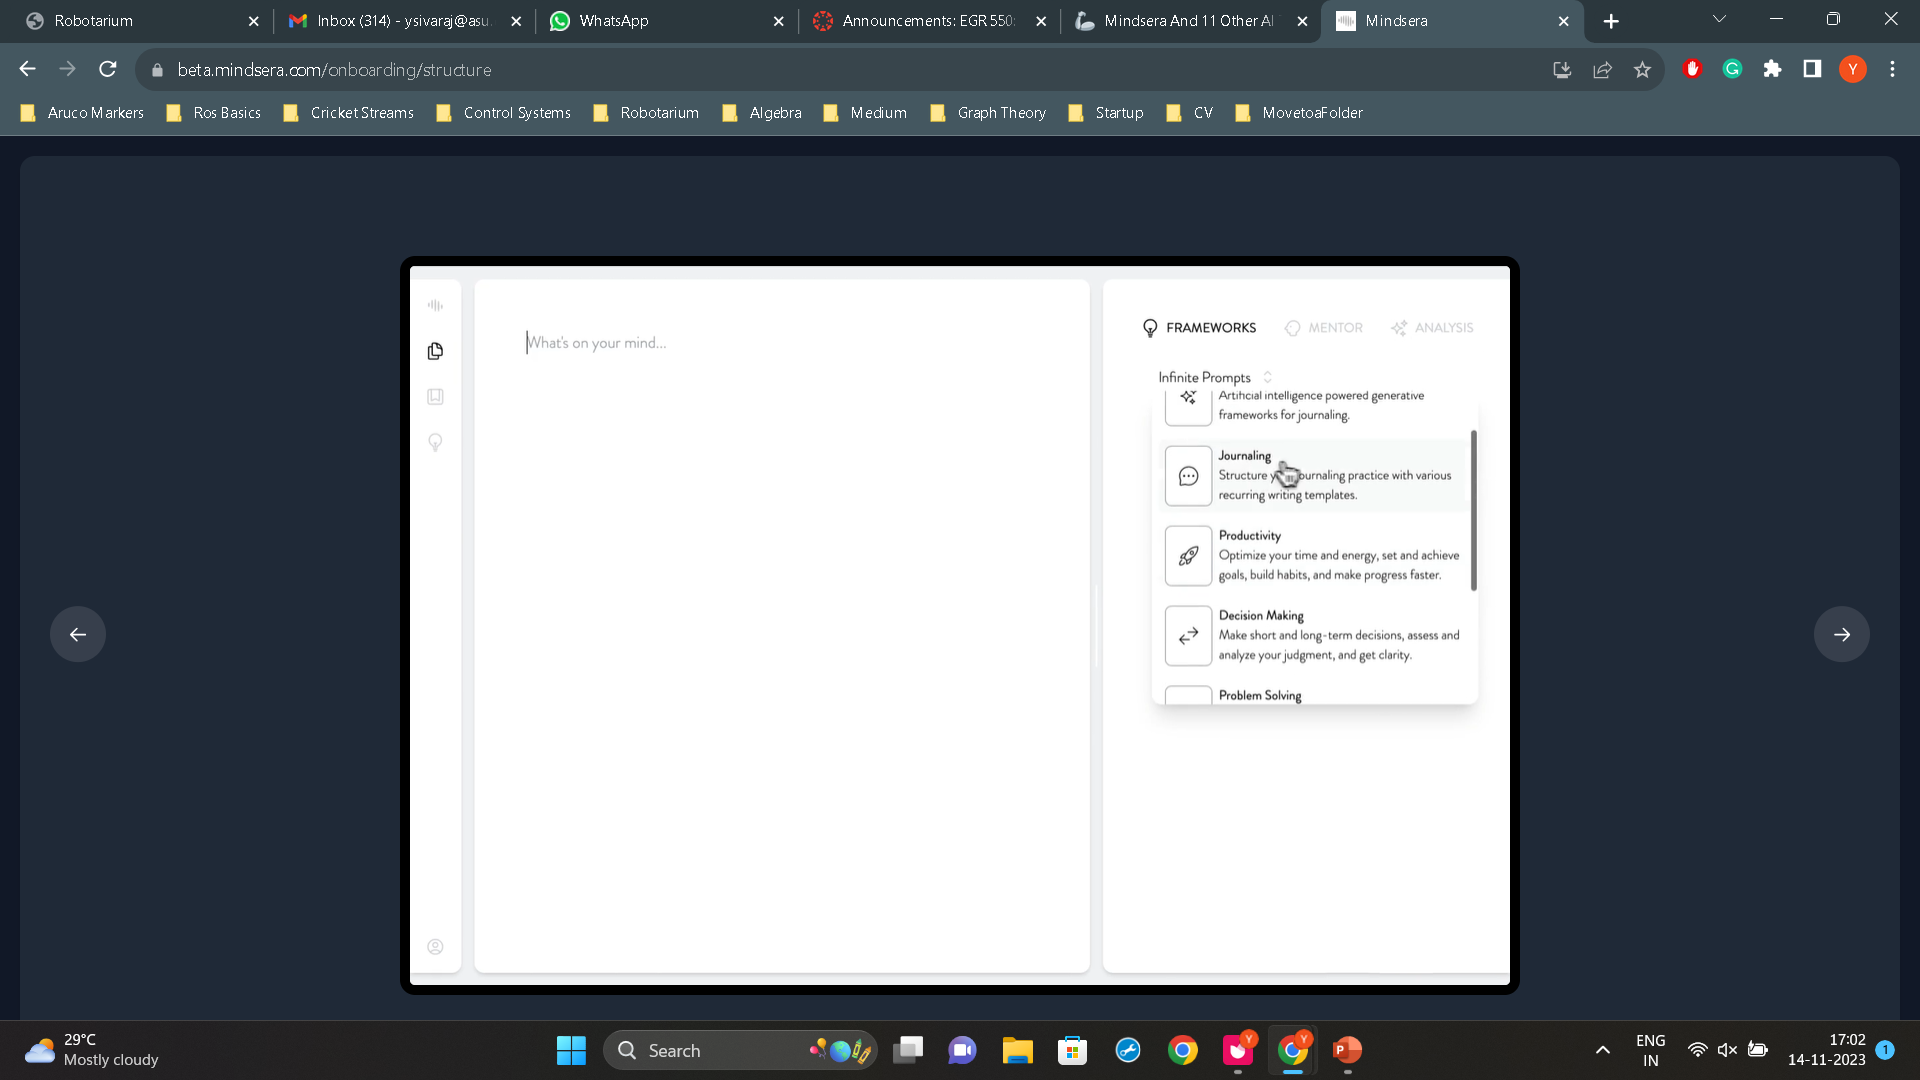 Robotarium
Inbox (314) - ysivaraj@asu.
WhatsApp
Announcements: EGR 550:
Mindsera And 11 Other AI
Mindsera
beta.mindsera.com/onboarding/structure
Y
Aruco Markers
Ros Basics
Cricket Streams
Control Systems
Robotarium
Algebra
Medium
Graph Theory
Startup
CV
MovetoaFolder
What's on your mind...
FRAMEWORKS
MENTOR
ANALYSIS
Infinite Prompts
Artificial intelligence powered generative
frameworks for journaling.
Journaling
Structure journaling practice with various
recurring writing templates.
Productivity
Optimize your time and energy, set and achieve
goals, build habits, and make progress faster.
Decision Making
Make short and long-term decisions, assess and
analyze your judgment, and get clarity.
Problem Solving
29°C
Mostly cloudy
Search
Y
Y
P
ENG
IN
17:02
14-11-2023
1